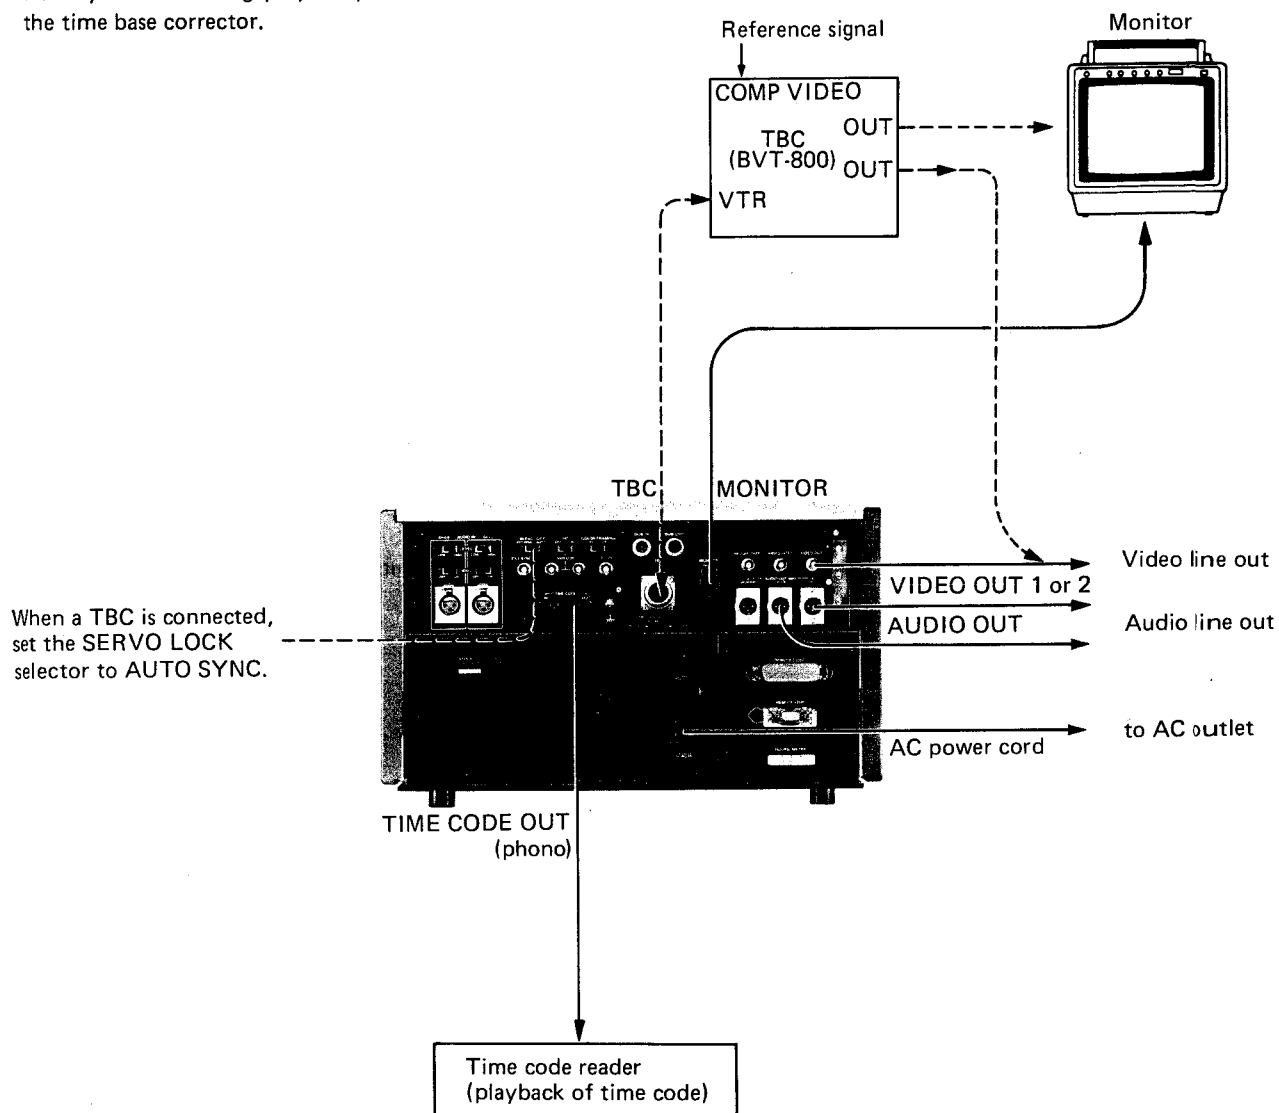 the time base corrector.
Reference signal
Monitor
COMP VIDEO
OUT
TBC
(BVT-800)
OUT
VTR
TBC
MONITOR
Video line out
VIDEO OUT 1 or 2
When a TBC is connected,
set the SERVO LOCK
selector to AUTO SYNC.
AUDIO OUT
Audio line out
to AC outlet
AC power cord
TIME CODE OUT
(phono)
Time code reader
(playback of time code)